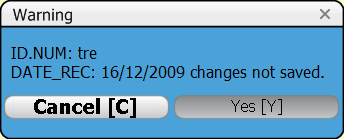 Warning
ID.NUM: tre
DATE_REC: 16/12/2009 changes not saved.
Cancel [C] Yes [Y]